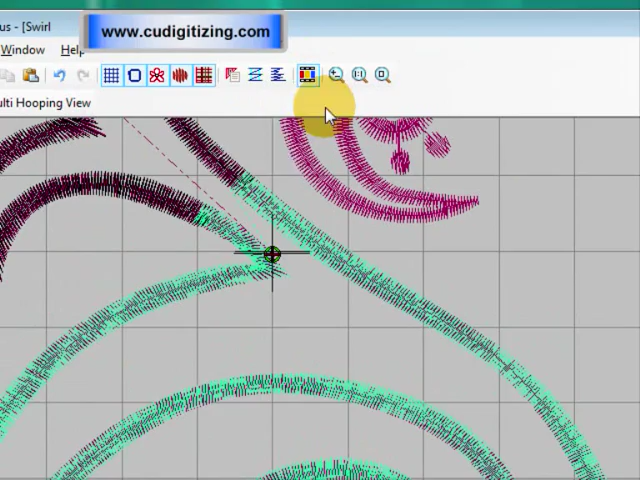 us - [Swirl
www.cudigitizing.com
Window Help
ulti Hooping View